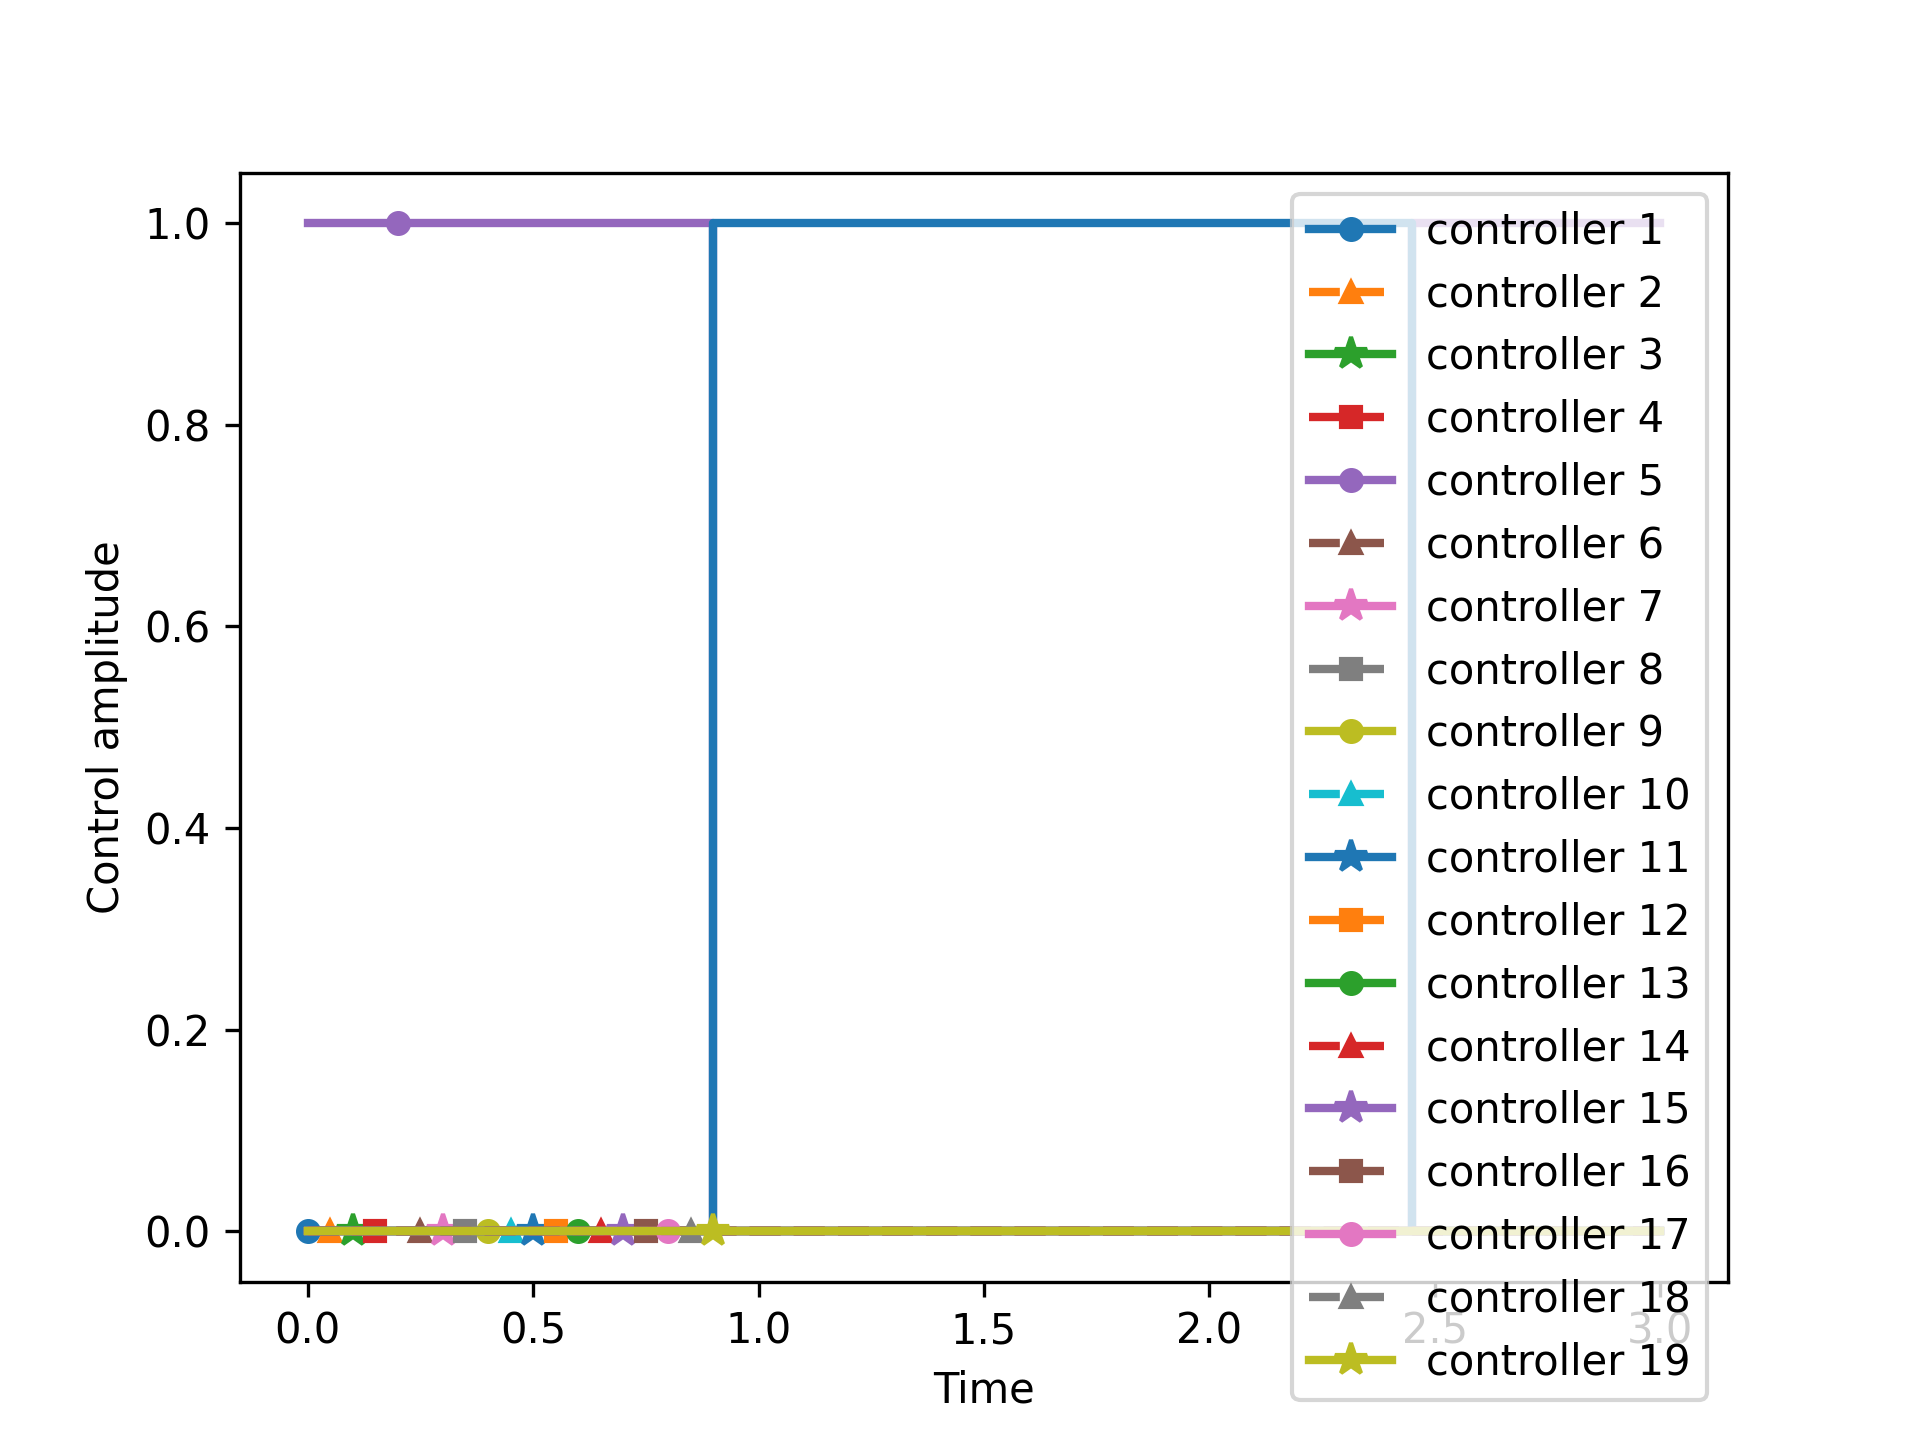 1.0
0.8
0.6
0.4
0.2
0.0
Control amplitude
0.0 0.5 1.0 1.5 2.0 2.5 3.0
Time
controller 1
controller 2
controller 3
controller 4
controller 5
controller 6
controller 7
controller 8
controller 9
controller 10
controller 11
controller 12
controller 13
controller 14
controller 15
controller 16
controller 17
controller 18
controller 19